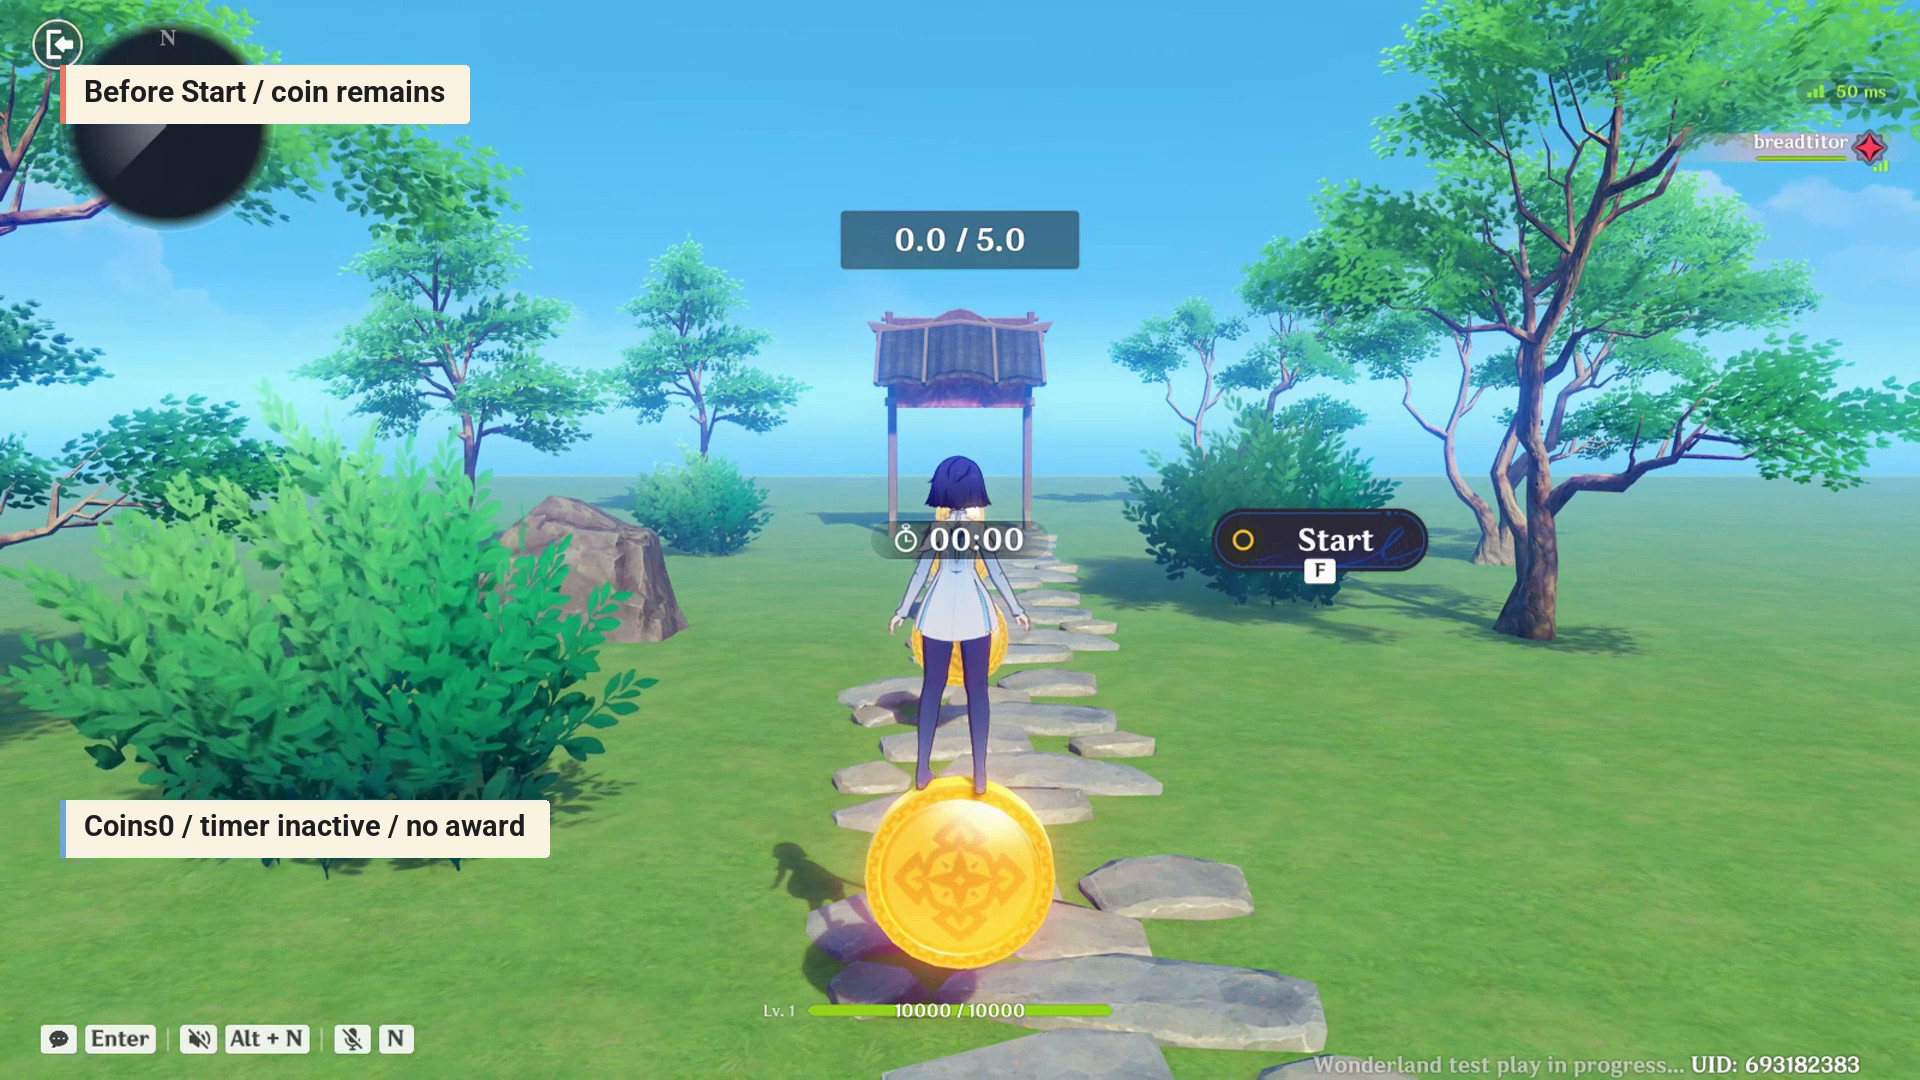 N
Before Start / coin remains
50 ms
breadtitor
0.0 / 5.0
00:00
Start
F
Coins0 / timer inactive / no award
Lv. 1
10000 / 10000
Enter
Alt + N
N
Wonderland test play in progress... UID: 693182383